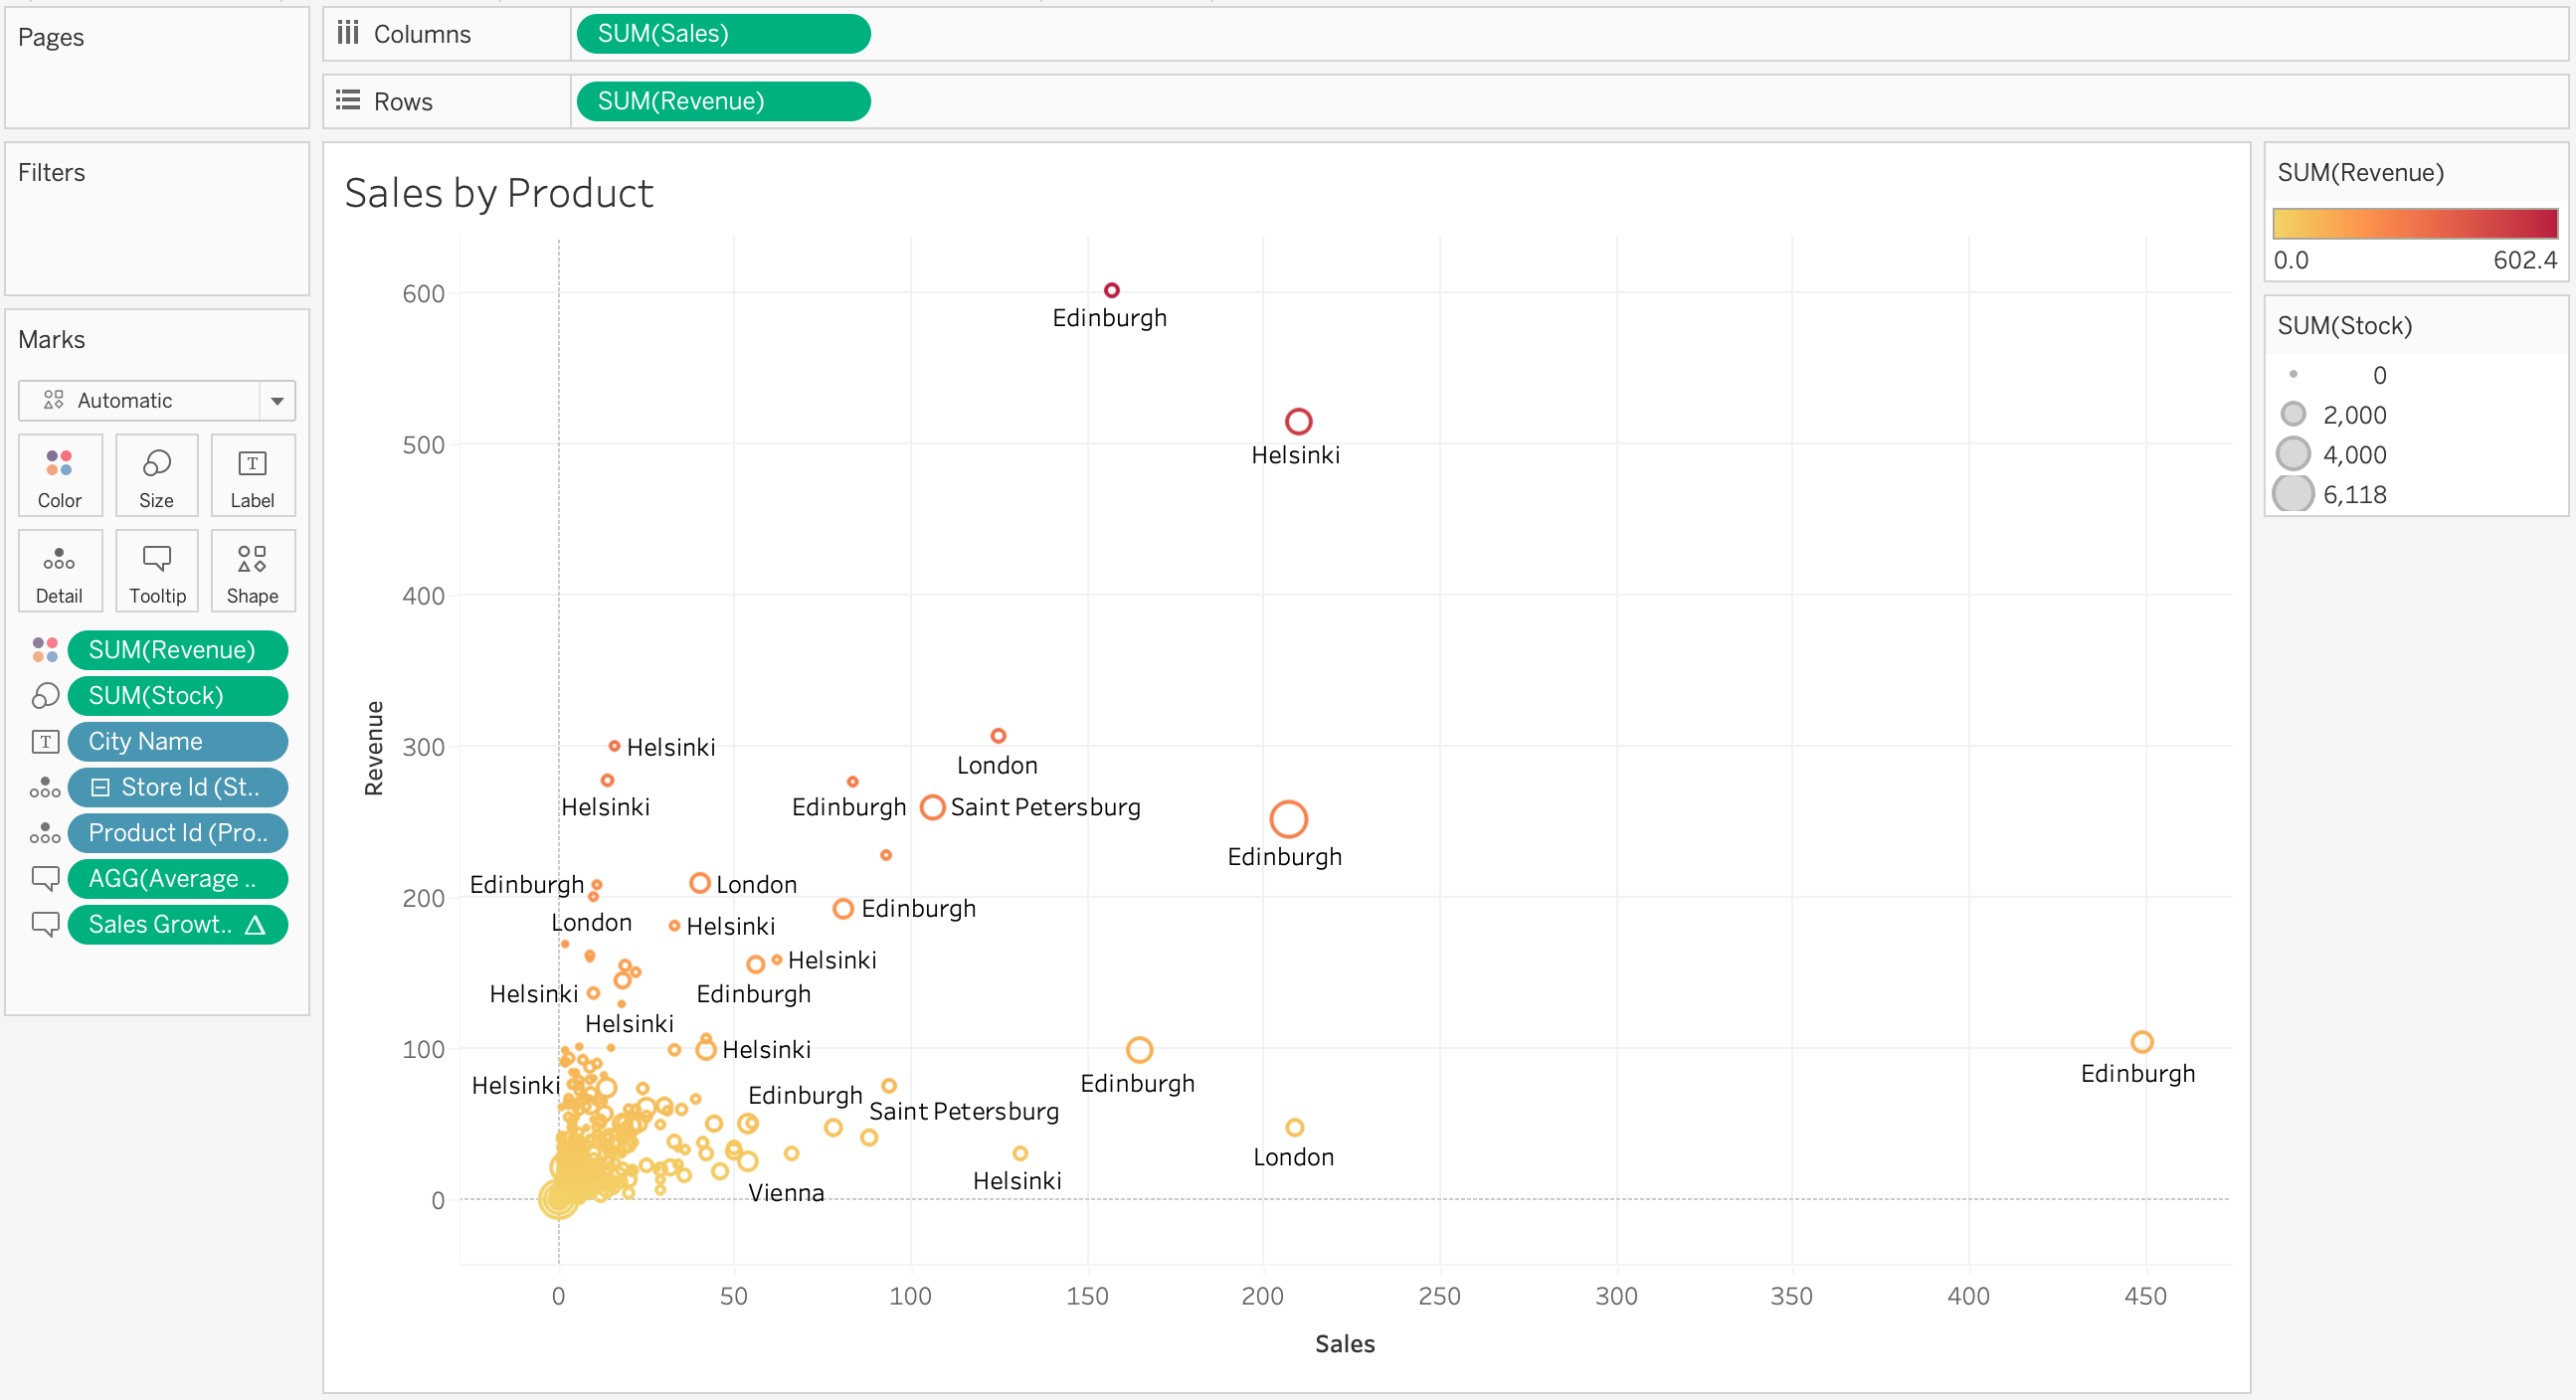 Pages
Columns
SUM(Sales)
Rows
SUM(Revenue)
Filters
Marks
Automatic
Color
Size
T
Label
Detail
Tooltip
Shape
SUM(Revenue)
SUM(Stock)
T
City Name
Store Id (St..
Product Id (Pro..
AGG(Average ..
Sales Growt..
Sales by Product
600
500
400
300
200
100
0
Revenue
Edinburgh
Helsinki
Helsinki
London
Helsinki
Edinburgh
Saint Petersburg
Edinburgh
Edinburgh
London
Edinburgh
London
Helsinki
Helsinki
Helsinki
Edinburgh
Helsinki
Helsinki
Edinburgh
Edinburgh
Helsinki
Edinburgh
Saint Petersburg
London
Helsinki
Vienna
0
50
100
150
200
250
300
350
400
450
Sales
SUM(Revenue)
0.0
602.4
SUM(Stock)
0
2,000
4,000
6,118